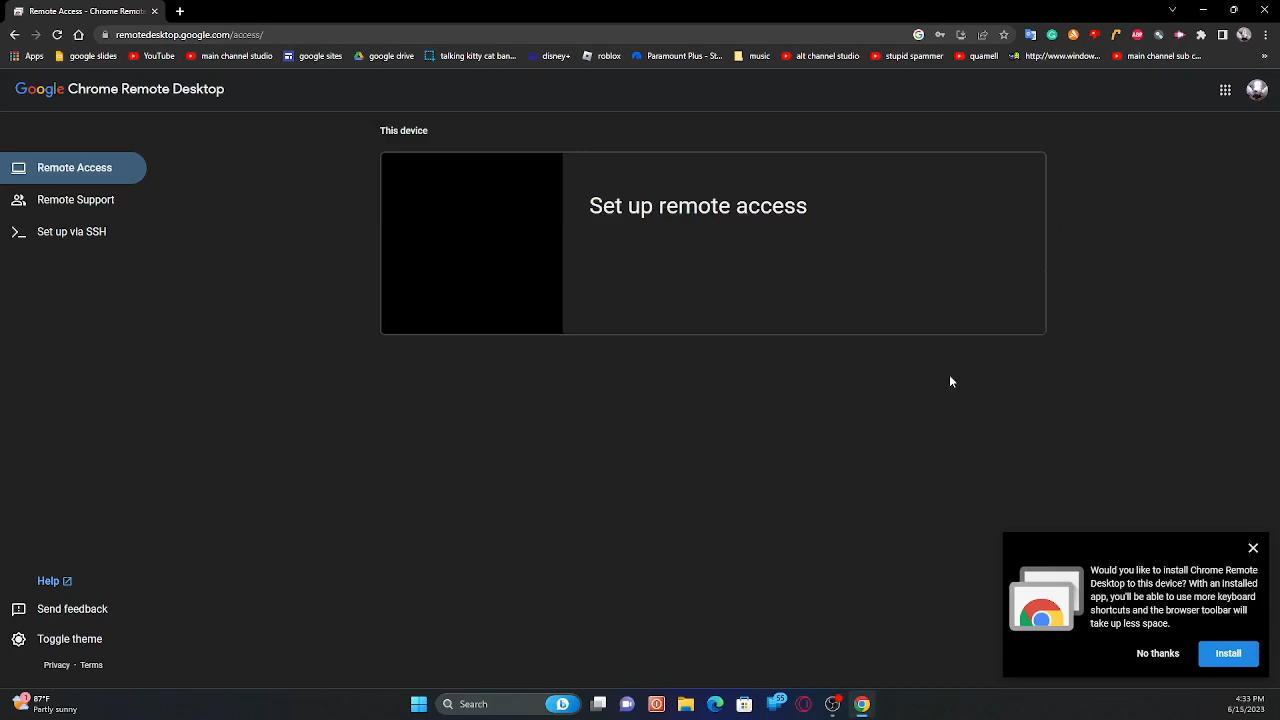 Remote Access - Chrome Remot
remotedesktop.google.com/access/
Apps
google slides
YouTube
main channel studio
google sites
google drive
talking kitty cat ban...
disney+
roblox
Paramount Plus – St...
music
alt channel studio
stupid spammer
quamell
http://www.window...
main channel sub c...
»
Google Chrome Remote Desktop
This device
Remote Access
Set up remote access
Remote Support
Set up via SSH
Would you like to install Chrome Remote
Desktop to this device? With an installed
app, you'll be able to use more keyboard
shortcuts and the browser toolbar will
take up less space.
No thanks
Install
Help
Send feedback
Toggle theme
Privacy · Terms
1
87°F
Partly sunny
Search
55
4:33 PM
6/15/2023